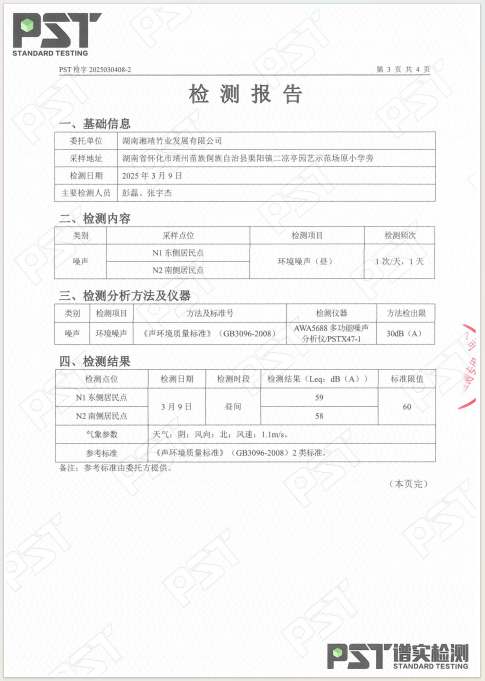 PST
STANDARD TESTING
PST 检字 2025030408-2
第 3 页 共 4 页
检 测 报 告
一、基础信息
委托单位 湖南湘靖竹业发展有限公司
采样地址 湖南省怀化市靖州苗族侗族自治县渠阳镇二凉亭园艺示范场原小学旁
检测日期 2025 年 3 月 9 日
主要检测人员 彭磊、张宇杰
二、检测内容
类别 采样点位 检测项目 检测频次
噪声 N1 东侧居民点 环境噪声（昼） 1 次/天，1 天
N2 南侧居民点
三、检测分析方法及仪器
类别 检测项目 方法及标准号 检测仪器 方法检出限
噪声 环境噪声 《声环境质量标准》（GB3096-2008） AWA5688 多功能噪声 30dB（A）
分析仪/PSTX47-1
四、检测结果
检测点位 检测日期 检测时段 检测结果（Leq：dB（A）） 标准限值
N1 东侧居民点 3 月 9 日 昼间 59 60
N2 南侧居民点 58
气象参数 天气：阴；风向：北；风速：1.1m/s。
参考标准 《声环境质量标准》（GB3096-2008）2 类标准。
备注：参考标准由委托方提供。
（本页完）
PST谱实检测
STANDARD TESTING